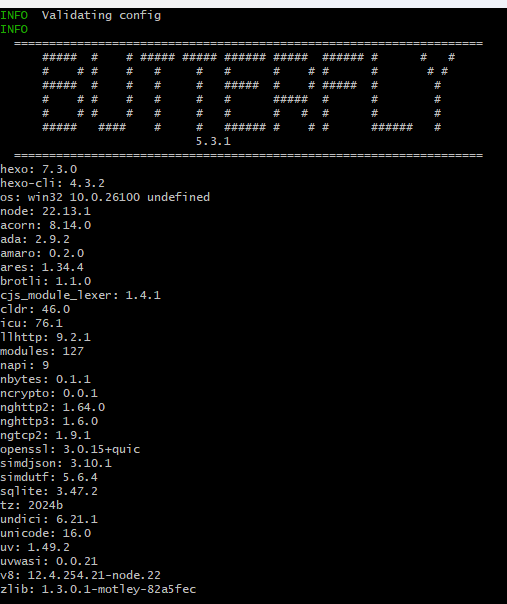 INFO  Validating config
INFO
===================================================================
##### # # ##### ##### ###### ##### ###### # # #
# # # # # # # # # # # # #
##### # # # # ##### # # ##### # #
# # # # # # # ##### # # #
# # # # # # # # # # # #
##### #### # # ###### # # # ###### #
5.3.1
===================================================================
hexo: 7.3.0
hexo-cli: 4.3.2
os: win32 10.0.26100 undefined
node: 22.13.1
acorn: 8.14.0
ada: 2.9.2
amaro: 0.2.0
ares: 1.34.4
brotli: 1.1.0
cjs_module_lexer: 1.4.1
cldr: 46.0
icu: 76.1
llhttp: 9.2.1
modules: 127
napi: 9
nbytes: 0.1.1
ncrypto: 0.0.1
nghttp2: 1.64.0
nghttp3: 1.6.0
ngtcp2: 1.9.1
openssl: 3.0.15+quic
simdjson: 3.10.1
simdutf: 5.6.4
sqlite: 3.47.2
tz: 2024b
undici: 6.21.1
unicode: 16.0
uv: 1.49.2
uvwasi: 0.0.21
v8: 12.4.254.21-node.22
zlib: 1.3.0.1-motley-82a5fec